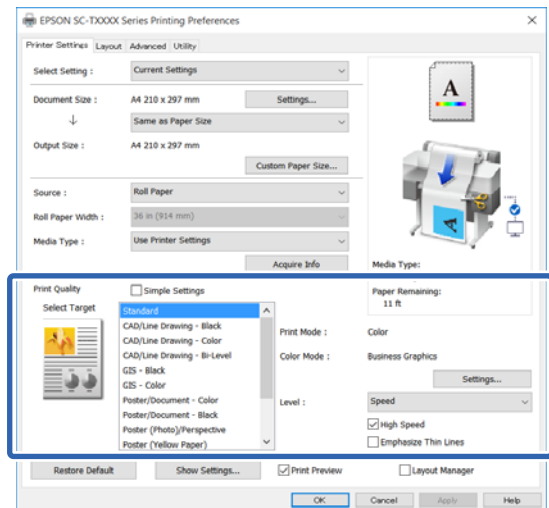 EPSON SC-TXXXX Series Printing Preferences
Printer Settings Layout Advanced Utility
Select Setting : Current Settings
Document Size : A4 210 x 297 mm Settings...
Same as Paper Size
Output Size : A4 210 x 297 mm
Custom Paper Size...
Source : Roll Paper
Roll Paper Width : 36 in (914 mm)
Media Type : Use Printer Settings
Acquire Info
A
Media Type:
Print Quality Simple Settings
Paper Remaining:
11 ft
Select Target
Standard
CAD/Line Drawing - Black
CAD/Line Drawing - Color
CAD/Line Drawing - Bi-Level
GIS - Black
GIS - Color
Poster/Document - Color
Poster/Document - Black
Poster (Photo)/Perspective
Poster (Yellow Paper)
Print Mode : Color
Color Mode : Business Graphics
Settings...
Level : Speed
High Speed
Emphasize Thin Lines
Restore Default Show Settings... Print Preview Layout Manager
OK Cancel Apply Help